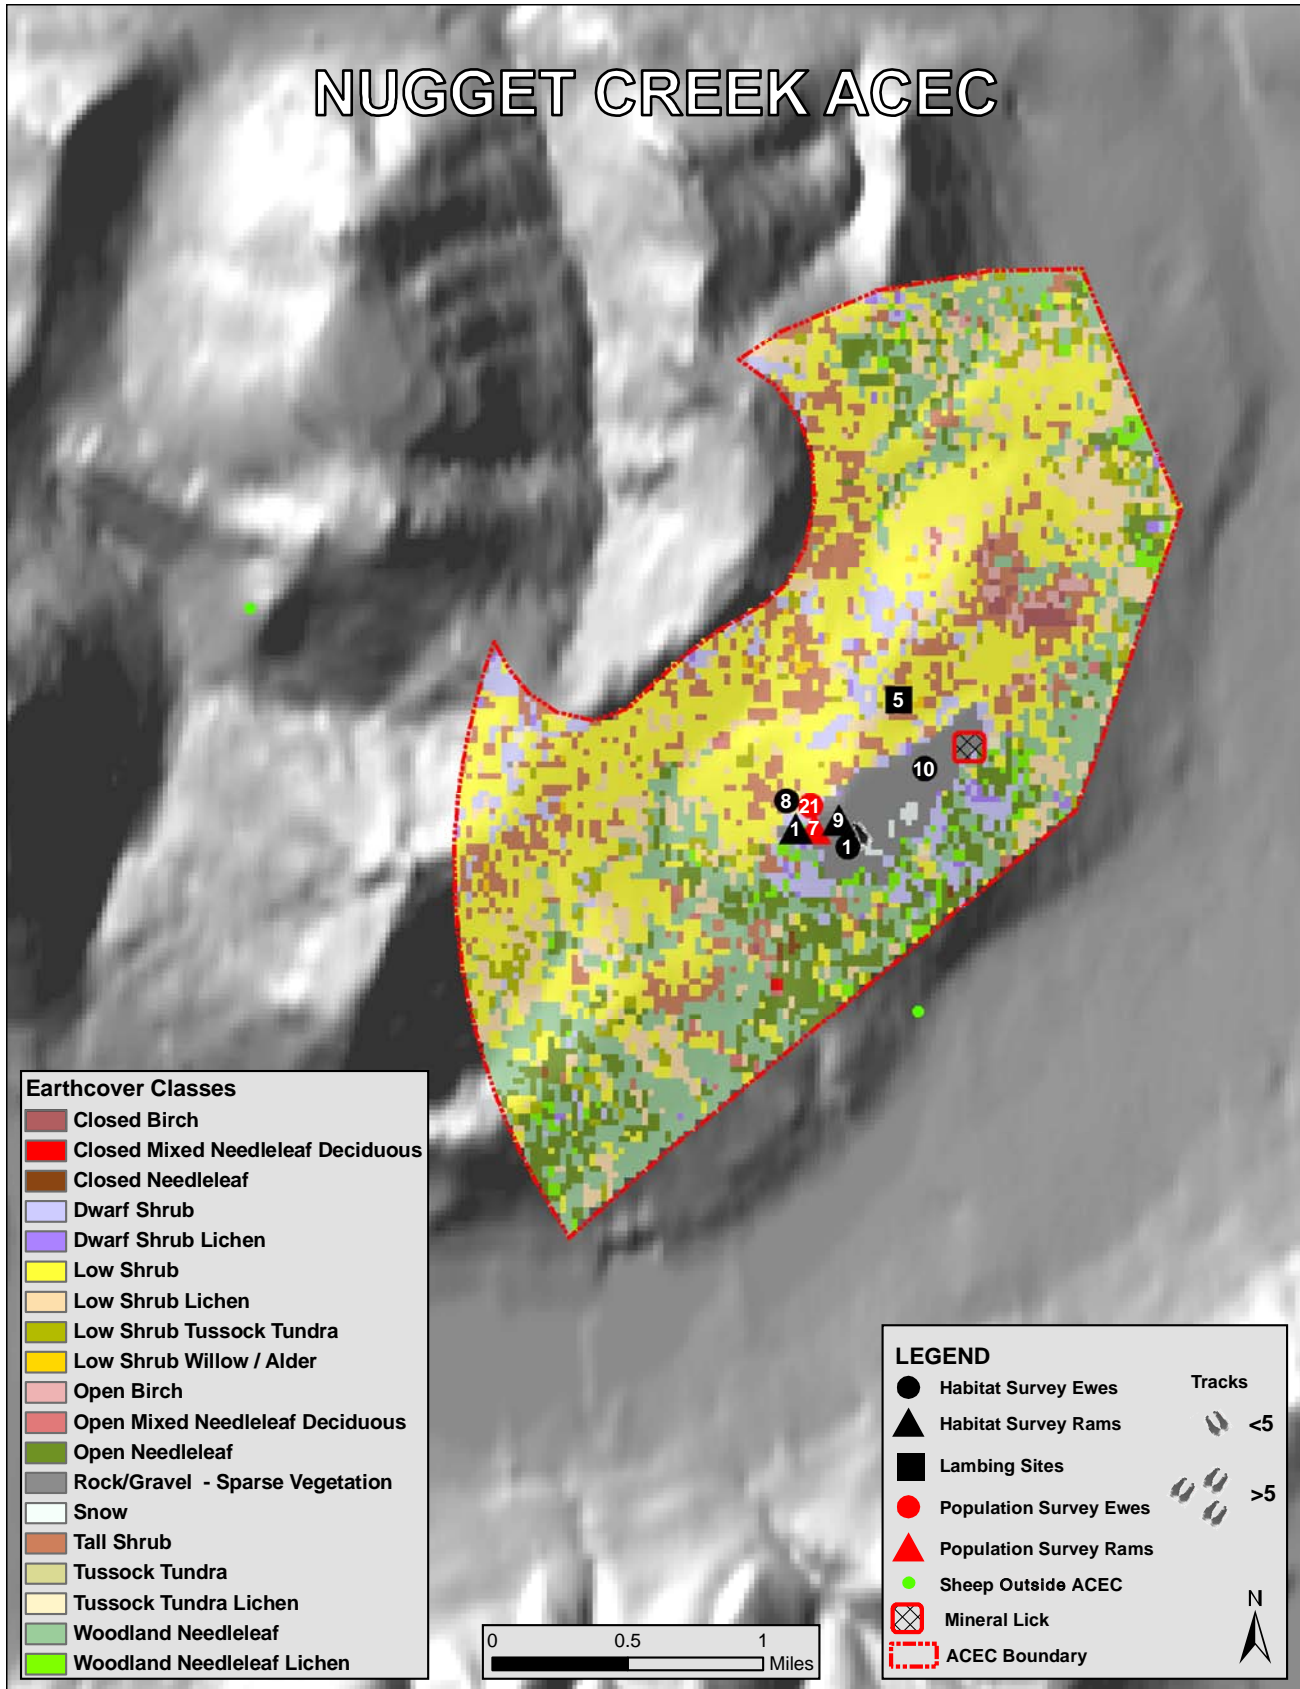 NUGGET CREEK ACEC
5
10
8
21
9
1
7
1
Earthcover Classes
Closed Birch
Closed Mixed Needleleaf Deciduous
Closed Needleleaf
Dwarf Shrub
Dwarf Shrub Lichen
Low Shrub
Low Shrub Lichen
Low Shrub Tussock Tundra
Low Shrub Willow / Alder
Open Birch
Open Mixed Needleleaf Deciduous
Open Needleleaf
Rock/Gravel - Sparse Vegetation
Snow
Tall Shrub
Tussock Tundra
Tussock Tundra Lichen
Woodland Needleleaf
Woodland Needleleaf Lichen
0 0.5 1
Miles
LEGEND
Habitat Survey Ewes
Habitat Survey Rams
Lambing Sites
Population Survey Ewes
Population Survey Rams
Sheep Outside ACEC
Mineral Lick
ACEC Boundary
Tracks
<5
>5
N